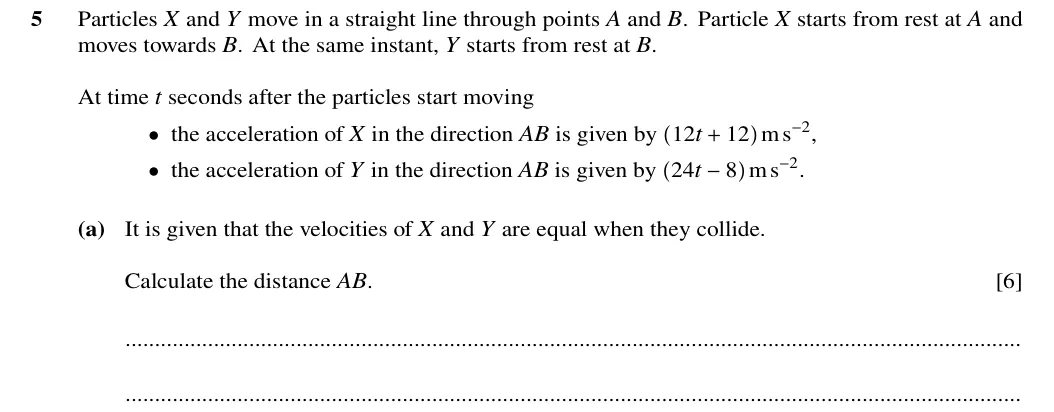 5 Particles X and Y move in a straight line through points A and B. Particle X starts from rest at A and
moves towards B. At the same instant, Y starts from rest at B.
At time t seconds after the particles start moving
• the acceleration of X in the direction AB is given by (12t + 12) m s⁻²,
• the acceleration of Y in the direction AB is given by (24t − 8) m s⁻².
(a) It is given that the velocities of X and Y are equal when they collide.
Calculate the distance AB. [6]